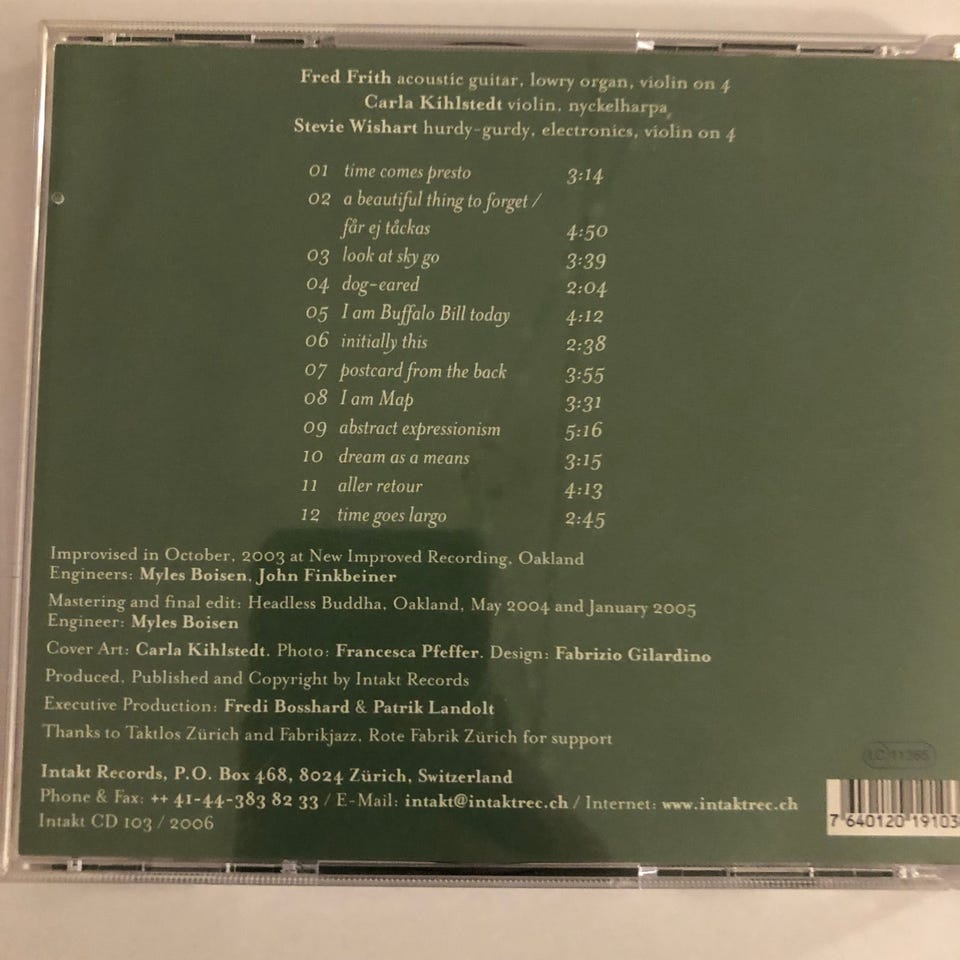 Fred Frith acoustic guitar, lowry organ, violin on 4
Carla Kihlstedt violin, nyckelharpa,
Stevie Wishart hurdy-gurdy, electronics, violin on 4
01 time comes presto 3:14
02 a beautiful thing to forget /
får ej tåckas 4:50
03 look at sky go 3:39
04 dog-eared 2:04
05 I am Buffalo Bill today 4:12
06 initially this 2:38
07 postcard from the back 3:55
08 I am Map 3:31
09 abstract expressionism 5:16
10 dream as a means 3:15
11 aller retour 4:13
12 time goes largo 2:45
Improvised in October, 2003 at New Improved Recording, Oakland
Engineers: Myles Boisen, John Finkbeiner
Mastering and final edit: Headless Buddha, Oakland, May 2004 and January 2005
Engineer: Myles Boisen
Cover Art: Carla Kihlstedt. Photo: Francesca Pfeffer. Design: Fabrizio Gilardino
Produced, Published and Copyright by Intakt Records
Executive Production: Fredi Bosshard & Patrik Landolt
Thanks to Taktlos Zürich and Fabrikjazz, Rote Fabrik Zürich for support
LC 11265
Intakt Records, P.O. Box 468, 8024 Zürich, Switzerland
Phone & Fax: ++ 41-44-383 82 33 / E-Mail: intakt@intaktrec.ch / Internet: www.intaktrec.ch
Intakt CD 103 / 2006
7 640120 19103